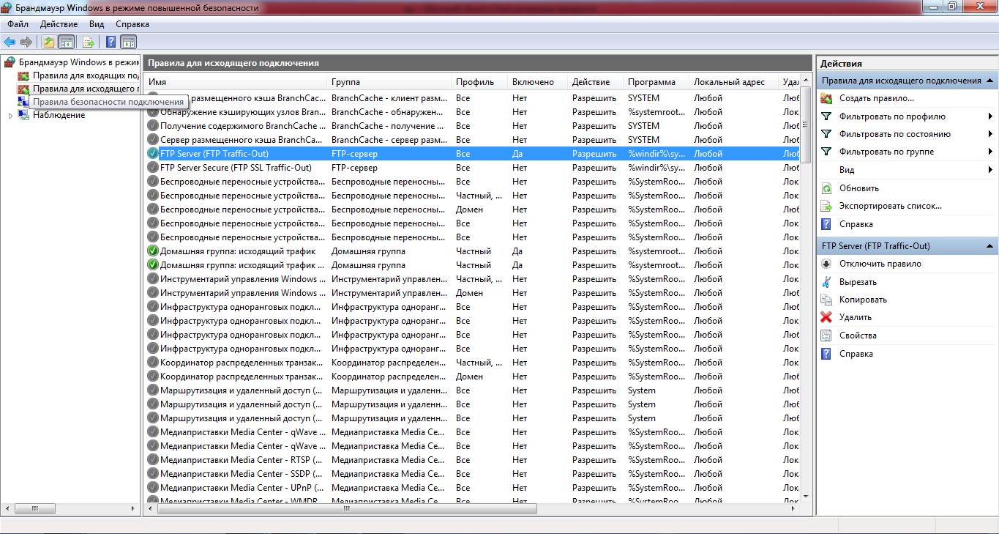 Брандмауэр Windows в режиме повышенной безопасности
Файл Действие Вид Справка
Брандмауэр Windows в режим
Правила для входящих по
Правила для исходящего п
Правила безопасности подключения
Наблюдение
Правила для исходящего подключения
Имя Группа Профиль Включено Действие Программа Локальный адрес Удал
размещенного кэша BranchCac... BranchCache - клиент разм... Все Нет Разрешить SYSTEM Любой Люб
Обнаружение кэширующих узлов Bran... BranchCache - обнаружен... Все Нет Разрешить %systemroot... Любой Лок
Получение содержимого BranchCache ... BranchCache - получение ... Все Нет Разрешить SYSTEM Любой Люб
Сервер размещенного кэша BranchCa... BranchCache - сервер разм... Все Нет Разрешить SYSTEM Любой Люб
FTP Server (FTP Traffic-Out) FTP-сервер Все Да Разрешить %windir%\sy... Любой Люб
FTP Server Secure (FTP SSL Traffic-Out) FTP-сервер Все Нет Разрешить %windir%\sy... Любой Люб
Беспроводные переносные устройства... Беспроводные переносны... Все Нет Разрешить %SystemRoo... Любой Лок
Беспроводные переносные устройства... Беспроводные переносны... Частный, ... Нет Разрешить %SystemRoo... Любой Лок
Беспроводные переносные устройства... Беспроводные переносны... Домен Нет Разрешить %SystemRoo... Любой Люб
Беспроводные переносные устройства... Беспроводные переносны... Все Нет Разрешить %SystemRoo... Любой Лок
Беспроводные переносные устройства... Беспроводные переносны... Все Нет Разрешить %SystemRoo... Любой Лок
Домашняя группа: исходящий трафик Домашняя группа Частный Да Разрешить %systemroot... Любой Лок
Домашняя группа: исходящий трафик ... Домашняя группа Частный Да Разрешить %systemroot... Любой Лок
Инструментарий управления Windows ... Инструментарий управлен... Частный, ... Нет Разрешить %SystemRoo... Любой Лок
Инструментарий управления Windows ... Инструментарий управлен... Домен Нет Разрешить %SystemRoo... Любой Люб
Инфраструктура одноранговых подкл... Инфраструктура одноранг... Все Нет Разрешить %SystemRoo... Любой Люб
Инфраструктура одноранговых подкл... Инфраструктура одноранг... Все Нет Разрешить %SystemRoo... Любой Лок
Инфраструктура одноранговых подкл... Инфраструктура одноранг... Все Нет Разрешить %SystemRoo... Любой Люб
Инфраструктура одноранговых подкл... Инфраструктура одноранг... Все Нет Разрешить %SystemRoo... Любой Лок
Координатор распределенных транзак... Координатор распределен... Частный, ... Нет Разрешить %SystemRoo... Любой Лок
Координатор распределенных транзак... Координатор распределен... Домен Нет Разрешить %SystemRoo... Любой Люб
Маршрутизация и удаленный доступ (... Маршрутизация и удаленн... Все Нет Разрешить System Любой Люб
Маршрутизация и удаленный доступ (... Маршрутизация и удаленн... Все Нет Разрешить System Любой Люб
Маршрутизация и удаленный доступ (... Маршрутизация и удаленн... Все Нет Разрешить System Любой Люб
Медиаприставки Media Center - qWave ... Медиаприставка Media Ce... Все Нет Разрешить %SystemRoo... Любой Лок
Медиаприставки Media Center - qWave ... Медиаприставка Media Ce... Все Нет Разрешить %SystemRoo... Любой Лок
Медиаприставки Media Center - RTSP (... Медиаприставка Media Ce... Все Нет Разрешить %SystemRoo... Любой Лок
Медиаприставки Media Center - SSDP (... Медиаприставка Media Ce... Все Нет Разрешить %SystemRoo... Любой Лок
Медиаприставки Media Center - UPnP (... Медиаприставка Media Ce... Все Нет Разрешить %SystemRoo... Любой Лок
Медиаприставки Media Center - WMDR Медиаприставка Media Ce... Все Нет Разрешить %SystemRoo... Любой Лок
Действия
Правила для исходящего подключения
Создать правило...
Фильтровать по профилю
Фильтровать по состоянию
Фильтровать по группе
Вид
Обновить
Экспортировать список...
Справка
FTP Server (FTP Traffic-Out)
Отключить правило
Вырезать
Копировать
Удалить
Свойства
Справка